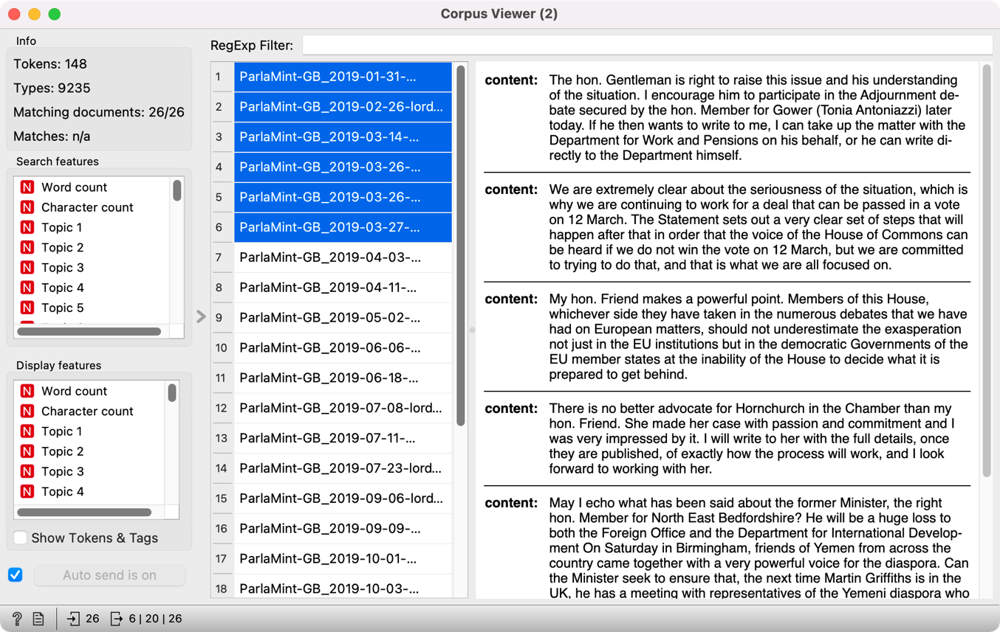 Corpus Viewer (2)
Info
Tokens: 148
Types: 9235
Matching documents: 26/26
Matches: n/a
Search features
N Word count
N Character count
N Topic 1
N Topic 2
N Topic 3
N Topic 4
N Topic 5
Display features
N Word count
N Character count
N Topic 1
N Topic 2
N Topic 3
N Topic 4
Show Tokens & Tags
Auto send is on
RegExp Filter:
1 ParlaMint-GB_2019-01-31-...
2 ParlaMint-GB_2019-02-26-lord...
3 ParlaMint-GB_2019-03-14-...
4 ParlaMint-GB_2019-03-26-...
5 ParlaMint-GB_2019-03-26-...
6 ParlaMint-GB_2019-03-27-...
7 ParlaMint-GB_2019-04-03-...
8 ParlaMint-GB_2019-04-11-...
9 ParlaMint-GB_2019-05-02-...
10 ParlaMint-GB_2019-06-06-...
11 ParlaMint-GB_2019-06-18-...
12 ParlaMint-GB_2019-07-08-lord...
13 ParlaMint-GB_2019-07-11-...
14 ParlaMint-GB_2019-07-23-lord...
15 ParlaMint-GB_2019-09-06-lord...
16 ParlaMint-GB_2019-09-09-...
17 ParlaMint-GB_2019-10-01-...
18 ParlaMint-GB_2019-10-03-...
content: The hon. Gentleman is right to raise this issue and his understanding
of the situation. I encourage him to participate in the Adjournment de-
bate secured by the hon. Member for Gower (Tonia Antoniazzi) later
today. If he then wants to write to me, I can take up the matter with the
Department for Work and Pensions on his behalf, or he can write di-
rectly to the Department himself.
content: We are extremely clear about the seriousness of the situation, which is
why we are continuing to work for a deal that can be passed in a vote
on 12 March. The Statement sets out a very clear set of steps that will
happen after that in order that the voice of the House of Commons can
be heard if we do not win the vote on 12 March, but we are committed
to trying to do that, and that is what we are all focused on.
content: My hon. Friend makes a powerful point. Members of this House,
whichever side they have taken in the numerous debates that we have
had on European matters, should not underestimate the exasperation
not just in the EU institutions but in the democratic Governments of the
EU member states at the inability of the House to decide what it is
prepared to get behind.
content: There is no better advocate for Hornchurch in the Chamber than my
hon. Friend. She made her case with passion and commitment and I
was very impressed by it. I will write to her with the full details, once
they are published, of exactly how the process will work, and I look
forward to working with her.
content: May I echo what has been said about the former Minister, the right
hon. Member for North East Bedfordshire? He will be a huge loss to
both the Foreign Office and the Department for International Develop-
ment On Saturday in Birmingham, friends of Yemen from across the
country came together with a very powerful voice for the diaspora. Can
the Minister seek to ensure that, the next time Martin Griffiths is in the
UK, he has a meeting with representatives of the Yemeni diaspora who
? 26 6 | 20 | 26